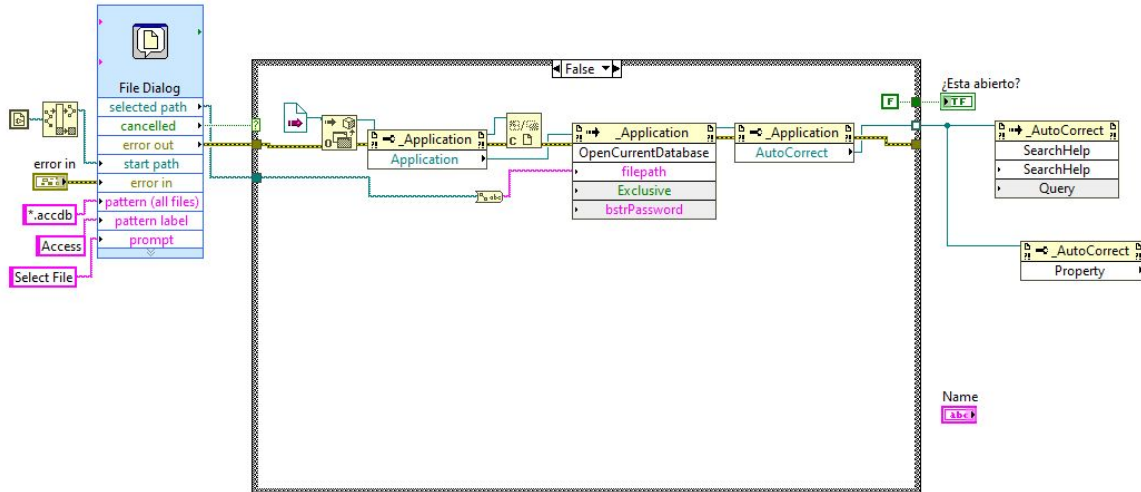 File Dialog
selected path
cancelled
error out
start path
error in
pattern (all files)
pattern label
prompt
error in
*.accdb
Access
Select File
False
?
_Application
Application
C
_Application
OpenCurrentDatabase
filepath
Exclusive
bstrPassword
_Application
AutoCorrect
F
¿Esta abierto?
TF
_AutoCorrect
SearchHelp
SearchHelp
Query
_AutoCorrect
Property
Name
abc